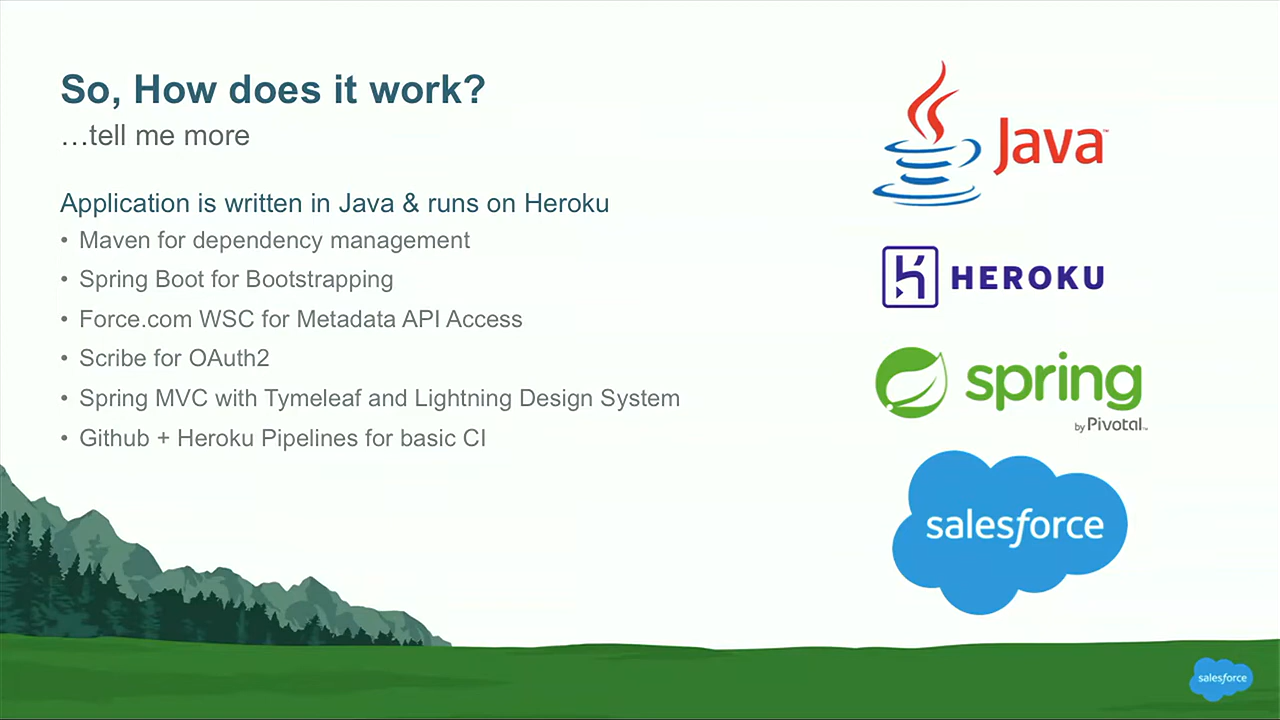 So, How does it work?
…tell me more
Application is written in Java & runs on Heroku
• Maven for dependency management
• Spring Boot for Bootstrapping
• Force.com WSC for Metadata API Access
• Scribe for OAuth2
• Spring MVC with Tymeleaf and Lightning Design System
• Github + Heroku Pipelines for basic CI
Java™
HEROKU
spring
by Pivotal™
salesforce
salesforce